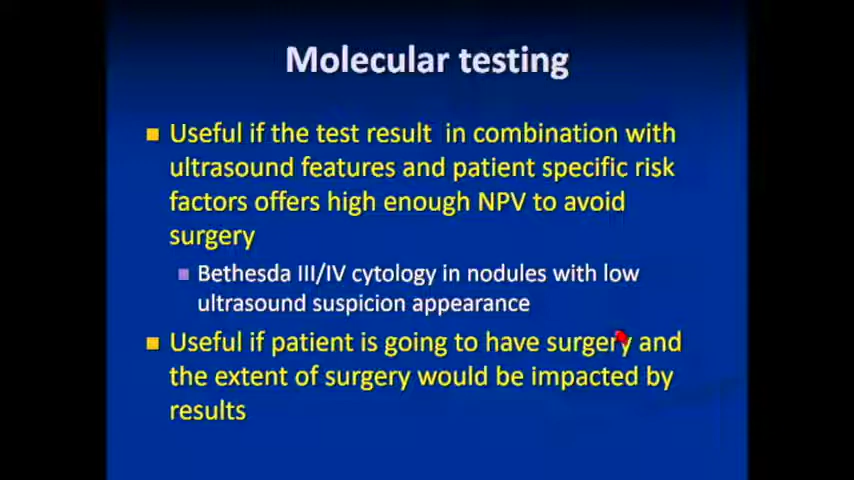 Molecular testing
Useful if the test result in combination with
ultrasound features and patient specific risk
factors offers high enough NPV to avoid
surgery
Bethesda III/IV cytology in nodules with low
ultrasound suspicion appearance
Useful if patient is going to have surgery and
the extent of surgery would be impacted by
results